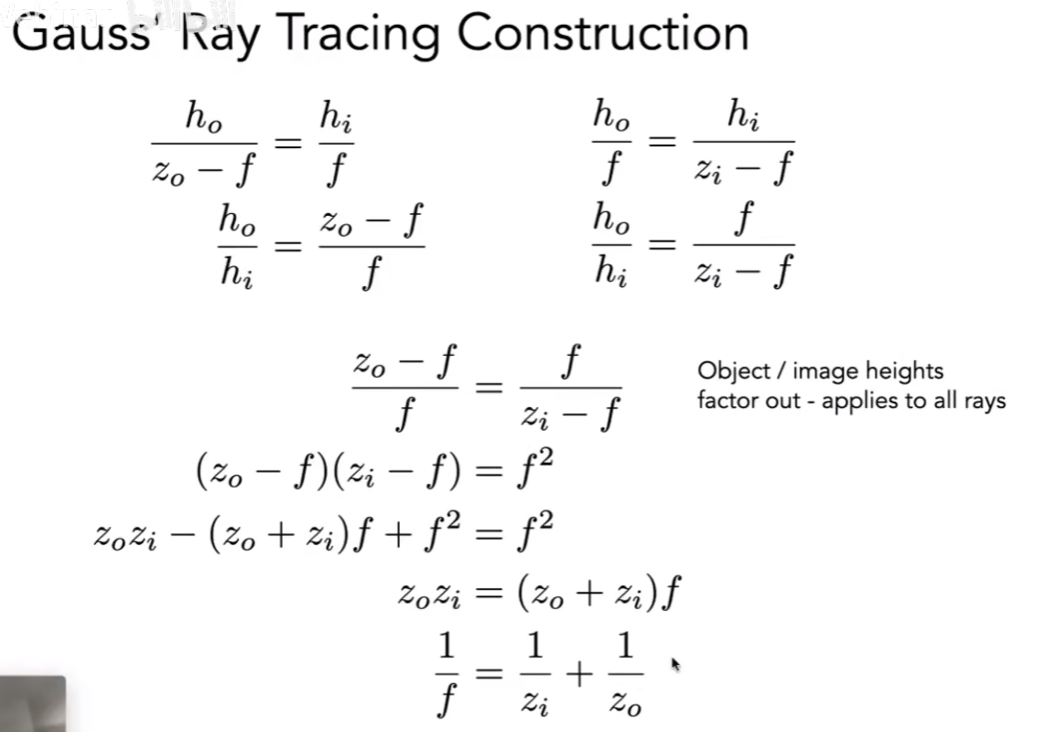 Gauss' Ray Tracing Construction
\frac{h_o}{z_o - f} = \frac{h_i}{f}
\frac{h_o}{h_i} = \frac{z_o - f}{f}
\frac{h_o}{f} = \frac{h_i}{z_i - f}
\frac{h_o}{h_i} = \frac{f}{z_i - f}
\frac{z_o - f}{f} = \frac{f}{z_i - f}
Object / image heights
factor out - applies to all rays
(z_o - f)(z_i - f) = f^2
z_o z_i - (z_o + z_i)f + f^2 = f^2
z_o z_i = (z_o + z_i)f
\frac{1}{f} = \frac{1}{z_i} + \frac{1}{z_o}